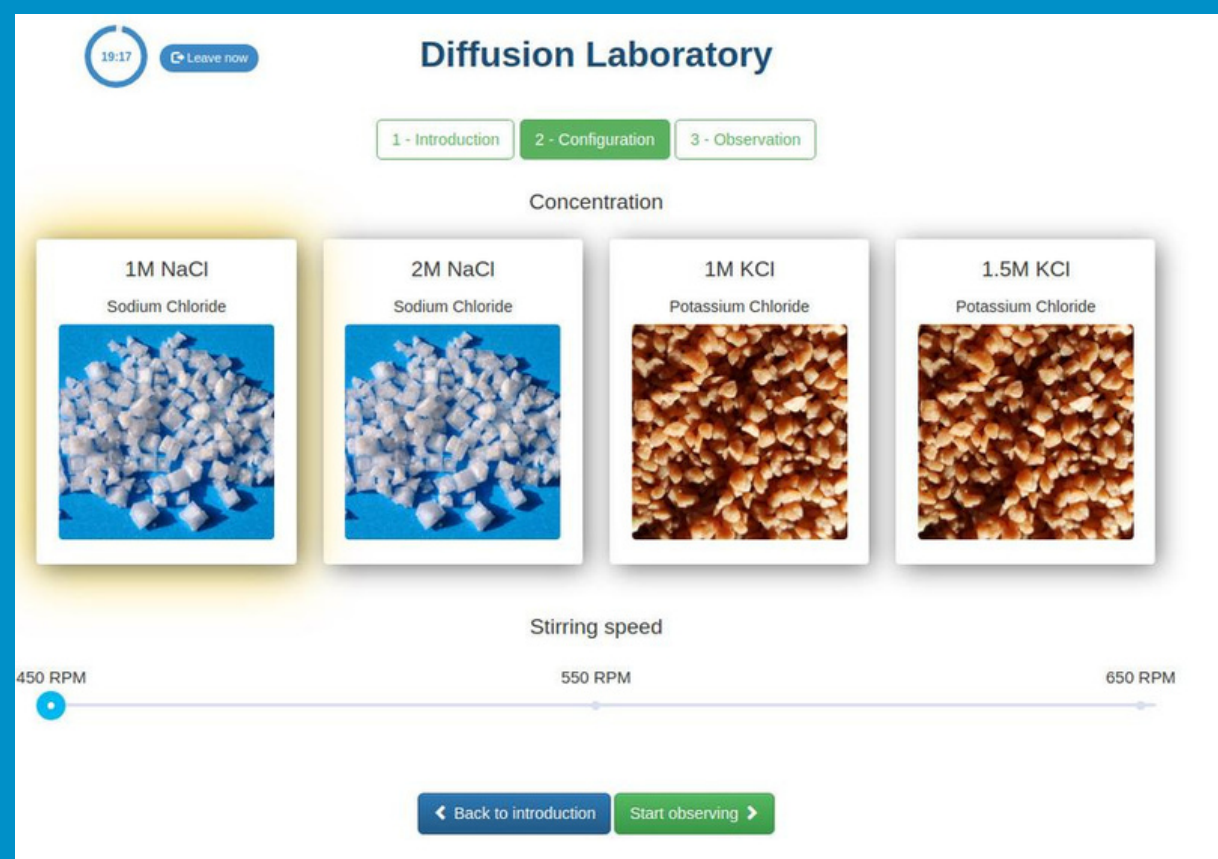 19:17
Leave now
Diffusion Laboratory
1 - Introduction
2 - Configuration
3 - Observation
Concentration
1M NaCl
Sodium Chloride
2M NaCl
Sodium Chloride
1M KCl
Potassium Chloride
1.5M KCl
Potassium Chloride
Stirring speed
450 RPM
550 RPM
650 RPM
Back to introduction
Start observing